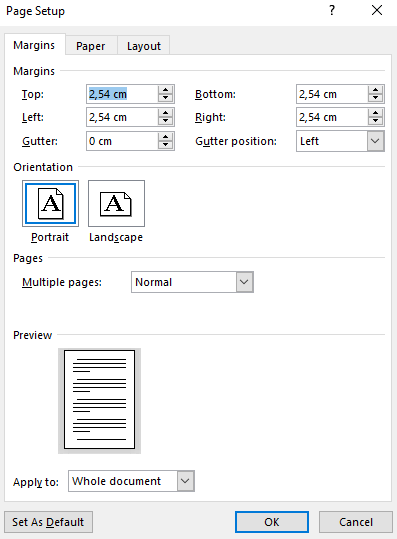 Page Setup ? ×
Margins Paper Layout
Margins
Top: 2,54 cm Bottom: 2,54 cm
Left: 2,54 cm Right: 2,54 cm
Gutter: 0 cm Gutter position: Left
Orientation
A A
Portrait Landscape
Pages
Multiple pages: Normal
Preview
Apply to: Whole document
Set As Default OK Cancel